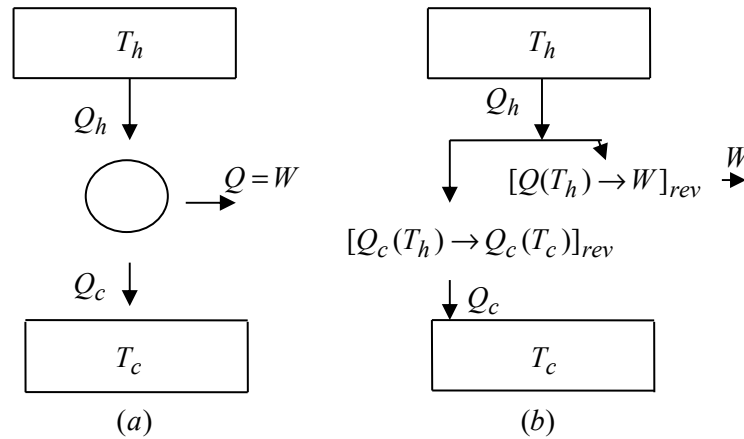 T_h
Q_h
Q = W
Q_c
T_c
(a)
T_h
Q_h
[Q(T_h) → W]_rev
W
[Q_c(T_h) → Q_c(T_c)]_rev
Q_c
T_c
(b)